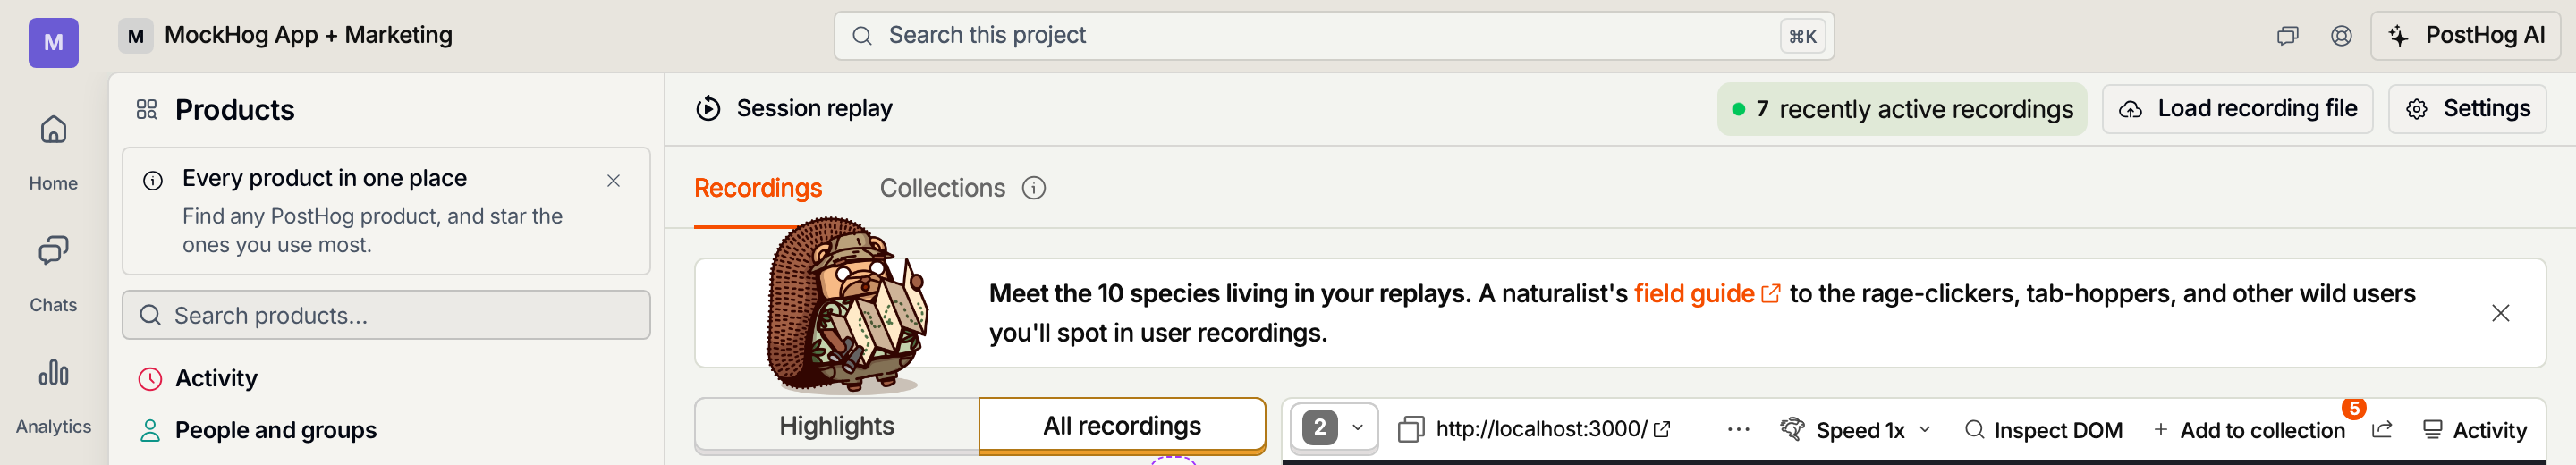 M
M MockHog App + Marketing
Search this project
⌘K
PostHog AI
Home
Chats
Analytics
Products
Every product in one place
Find any PostHog product, and star the
ones you use most.
Search products...
Activity
People and groups
Session replay
7 recently active recordings
Load recording file
Settings
Recordings
Collections
Meet the 10 species living in your replays. A naturalist's field guide to the rage-clickers, tab-hoppers, and other wild users
you'll spot in user recordings.
Highlights
All recordings
2
http://localhost:3000/
Speed 1x
Inspect DOM
+ Add to collection
5
Activity